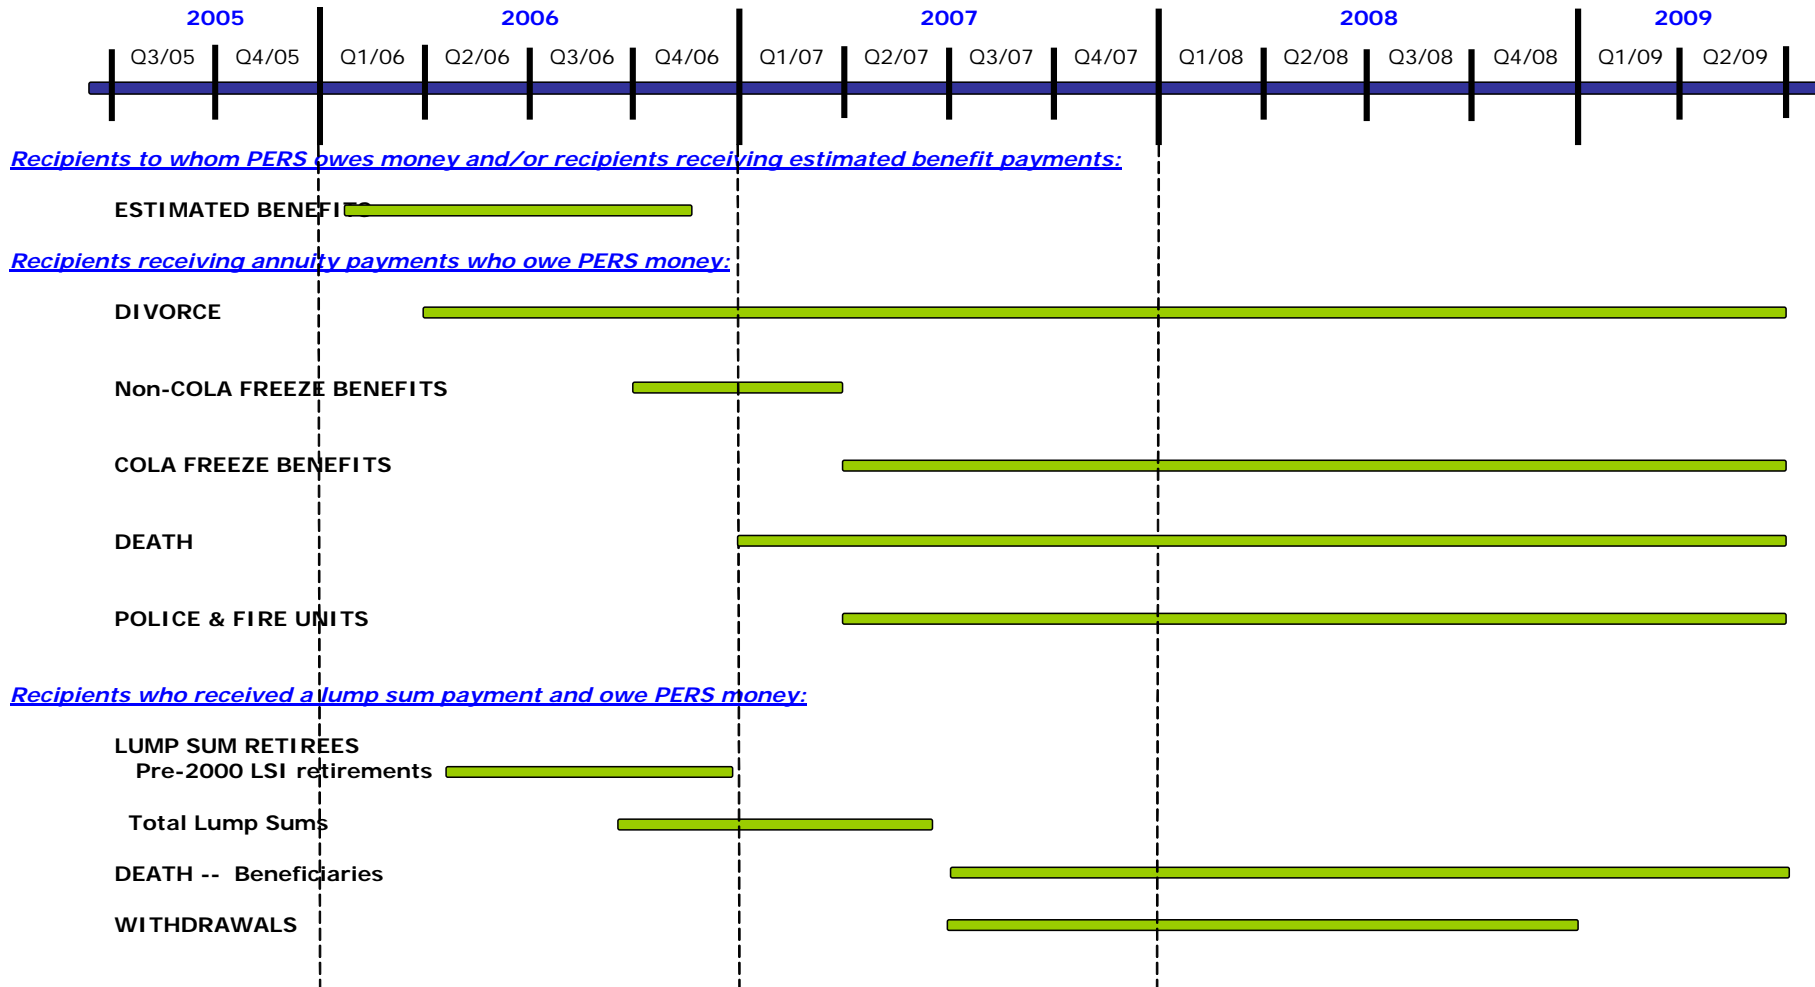 2005 2006 2007 2008 2009
Q3/05 Q4/05 Q1/06 Q2/06 Q3/06 Q4/06 Q1/07 Q2/07 Q3/07 Q4/07 Q1/08 Q2/08 Q3/08 Q4/08 Q1/09 Q2/09
Recipients to whom PERS owes money and/or recipients receiving estimated benefit payments:
ESTIMATED BENEFITS
Recipients receiving annuity payments who owe PERS money:
DIVORCE
Non-COLA FREEZE BENEFITS
COLA FREEZE BENEFITS
DEATH
POLICE & FIRE UNITS
Recipients who received a lump sum payment and owe PERS money:
LUMP SUM RETIREES
Pre-2000 LSI retirements
Total Lump Sums
DEATH -- Beneficiaries
WITHDRAWALS